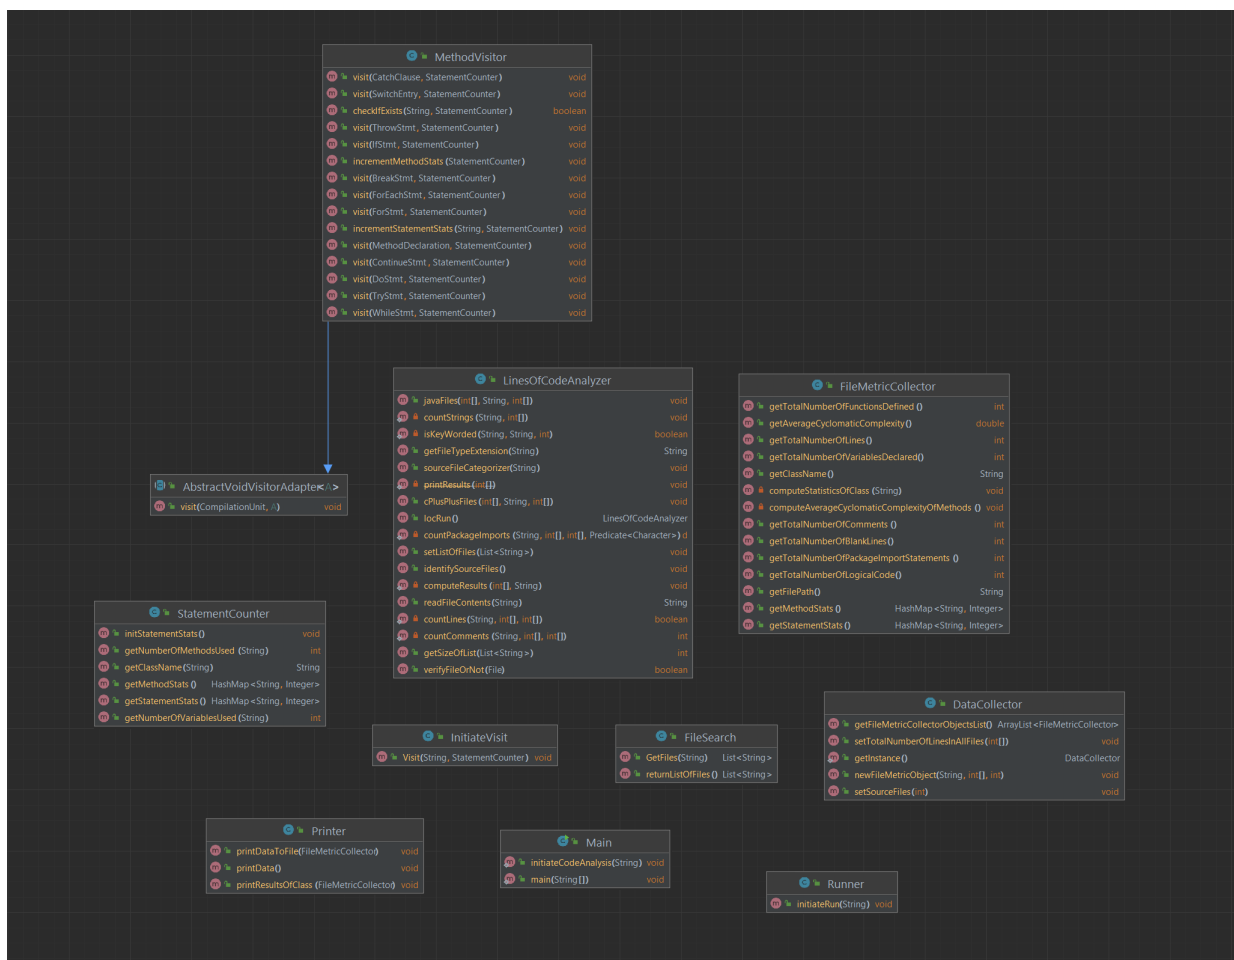 MethodVisitor
visit(CatchClause, StatementCounter) void
visit(SwitchEntry, StatementCounter) void
checkIfExists(String, StatementCounter) boolean
visit(ThrowStmt, StatementCounter) void
visit(IfStmt, StatementCounter) void
incrementMethodStats (StatementCounter) void
visit(BreakStmt, StatementCounter) void
visit(ForEachStmt, StatementCounter) void
visit(ForStmt, StatementCounter) void
incrementStatementStats(String, StatementCounter) void
visit(MethodDeclaration, StatementCounter) void
visit(ContinueStmt, StatementCounter) void
visit(DoStmt, StatementCounter) void
visit(TryStmt, StatementCounter) void
visit(WhileStmt, StatementCounter) void
LinesOfCodeAnalyzer
javaFiles(int[], String, int[]) void
countStrings (String, int[]) void
isKeyWorded(String, String, int) boolean
getFileTypeExtension(String) String
sourceFileCategorizer(String) void
printResults(int[]) void
cPlusPlusFiles(int[], String, int[]) void
locRun() LinesOfCodeAnalyzer
countPackageImports (String, int[], int[], Predicate<Character>) d
setListOfFiles(List<String>) void
identifySourceFiles() void
computeResults (int[], String) void
readFileContents(String) String
countLines(String, int[], int[]) boolean
countComments (String, int[], int[]) int
getSizeOfList(List<String>) int
verifyFileOrNot(File) boolean
FileMetricCollector
getTotalNumberOfFunctionsDefined () int
getAverageCyclomaticComplexity() double
getTotalNumberOfLines() int
getTotalNumberOfVariablesDeclared() int
getClassName() String
computeStatisticsOfClass (String) void
computeAverageCyclomaticComplexityOfMethods () void
getTotalNumberOfComments () int
getTotalNumberOfBlankLines() int
getTotalNumberOfPackageImportStatements () int
getTotalNumberOfLogicalCode() int
getFilePath() String
getMethodStats () HashMap<String, Integer>
getStatementStats() HashMap<String, Integer>
AbstractVoidVisitorAdapter<A>
visit(CompilationUnit, A) void
StatementCounter
initStatementStats() void
getNumberOfMethodsUsed (String) int
getClassName(String) String
getMethodStats () HashMap<String, Integer>
getStatementStats() HashMap<String, Integer>
getNumberOfVariablesUsed(String) int
InitiateVisit
Visit(String, StatementCounter) void
FileSearch
GetFiles(String) List<String>
returnListOfFiles() List<String>
DataCollector
getFileMetricCollectorObjectsList() ArrayList<FileMetricCollector>
setTotalNumberOfLinesInAllFiles(int[]) void
getInstance() DataCollector
newFileMetricObject(String, int[], int) void
setSourceFiles(int) void
Printer
printDataToFile(FileMetricCollector) void
printData() void
printResultsOfClass (FileMetricCollector) void
Main
initiateCodeAnalysis(String) void
main(String[]) void
Runner
initiateRun(String) void